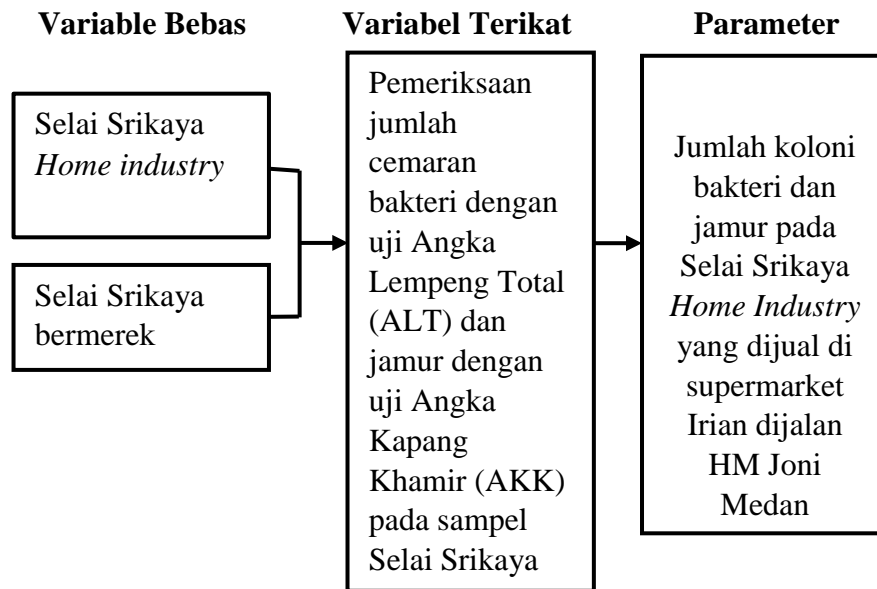 Variable Bebas
Selai Srikaya
Home industry
Selai Srikaya
bermerek
Variabel Terikat
Pemeriksaan
jumlah
cemaran
bakteri dengan
uji Angka
Lempeng Total
(ALT) dan
jamur dengan
uji Angka
Kapang
Khamir (AKK)
pada sampel
Selai Srikaya
Parameter
Jumlah koloni
bakteri dan
jamur pada
Selai Srikaya
Home Industry
yang dijual di
supermarket
Irian dijalan
HM Joni
Medan